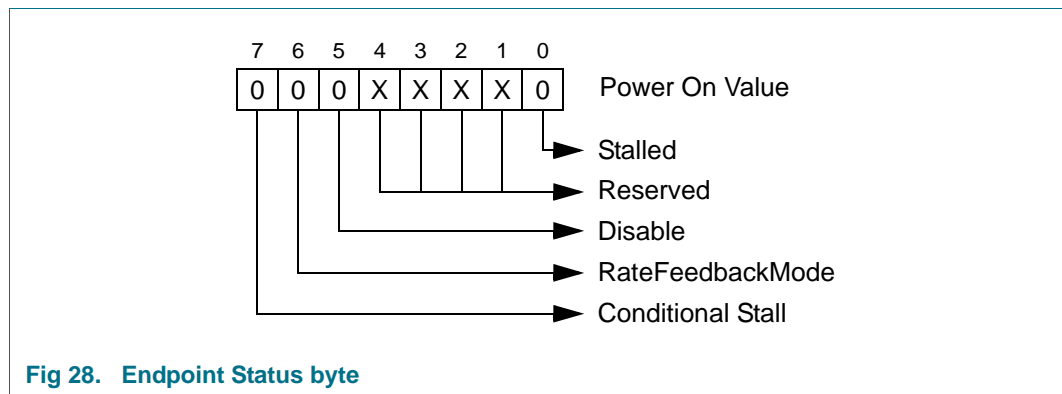 7 6 5 4 3 2 1 0
0 0 0 X X X X 0 Power On Value
Stalled
Reserved
Disable
RateFeedbackMode
Conditional Stall
Fig 28. Endpoint Status byte